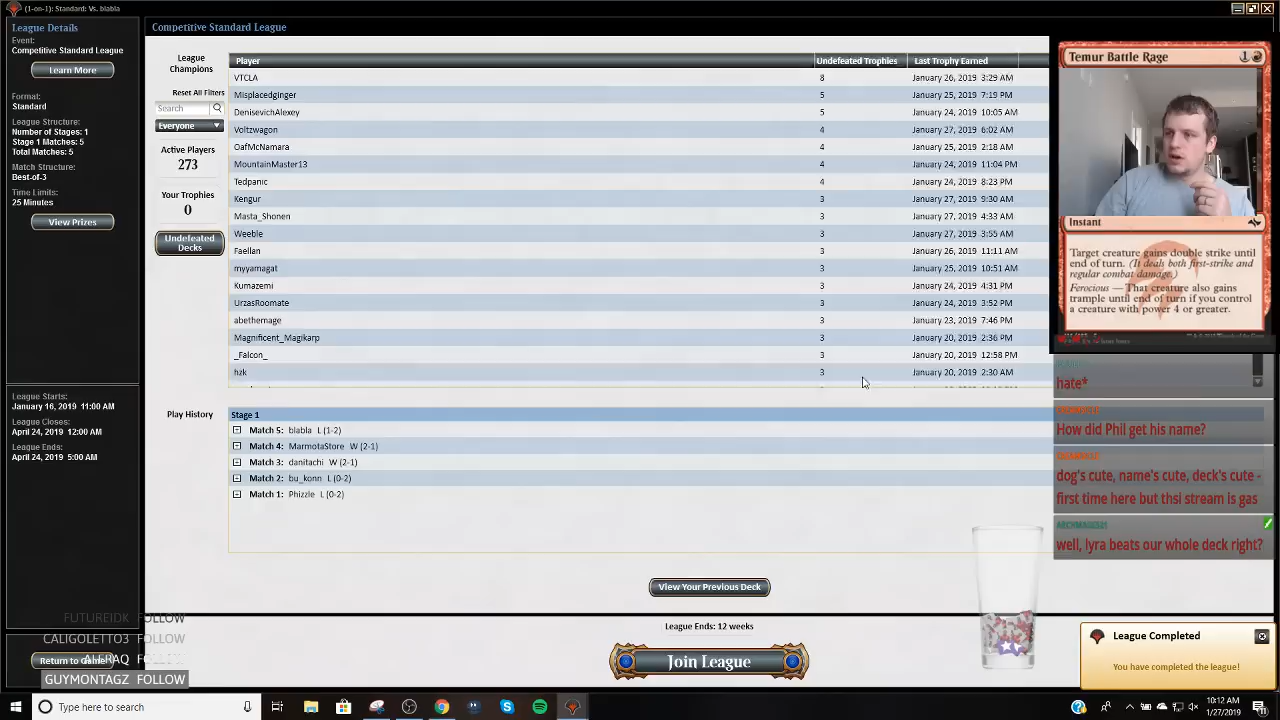 (1-on-1): Standard: Vs. blabla
League Details
Event:
Competitive Standard League
Learn More
Format:
Standard
League Structure:
Number of Stages: 1
Stage 1 Matches: 5
Total Matches: 5
Match Structure:
Best-of-3
Time Limits:
25 Minutes
View Prizes
League Starts:
January 16, 2019 11:00 AM
League Closes:
April 24, 2019 12:00 AM
League Ends:
April 24, 2019 5:00 AM
FUTUREIDK FOLLOW
CALIGOLETTO3 FOLLOW
Return to Game
FOLLOW
GUYMONTAGZ FOLLOW
Competitive Standard League
League
Champions
Reset All Filters
Search
Everyone
Active Players
273
Your Trophies
0
Undefeated
Decks
Player Undefeated Trophies Last Trophy Earned
VTCLA 8 January 26, 2019 3:29 AM
Misplacedginger 5 January 25, 2019 7:19 PM
DenisevichAlexey 5 January 24, 2019 10:05 AM
Voltzwagon 4 January 27, 2019 6:02 AM
OafMcNamara 4 January 25, 2019 2:18 AM
MountainMaster13 4 January 24, 2019 11:04 PM
Tedpanic 4 January 24, 2019 8:23 PM
Kengur 3 January 27, 2019 9:30 AM
Masta_Shonen 3 January 27, 2019 4:33 AM
Weeble 3 January 27, 2019 3:55 AM
Faellan 3 January 26, 2019 11:11 AM
myyamagat 3 January 25, 2019 10:51 AM
Kumazemi 3 January 24, 2019 4:31 PM
UrzasRoomate 3 January 24, 2019 3:52 PM
abethemage 3 January 23, 2019 7:46 PM
Magnificent_Magikarp 3 January 20, 2019 2:36 PM
_Falcon_ 3 January 20, 2019 12:58 PM
hzk 3 January 20, 2019 2:30 AM
Play History
Stage 1
Match 5: blabla L (1-2)
Match 4: MarmotaStore W (2-1)
Match 3: danitachi W (2-1)
Match 2: bu_konn L (0-2)
Match 1: Phizzle L (0-2)
View Your Previous Deck
League Ends: 12 weeks
Join League
Temur Battle Rage 1
Instant
Target creature gains double strike until
end of turn. (It deals both first-strike and
regular combat damage.)
Ferocious — That creature also gains
trample until end of turn if you control
a creature with power 4 or greater.
hate*
How did Phil get his name?
dog's cute, name's cute, deck's cute -
first time here but thsi stream is gas
well, lyra beats our whole deck right?
League Completed
You have completed the league!
Type here to search
10:12 AM
1/27/2019